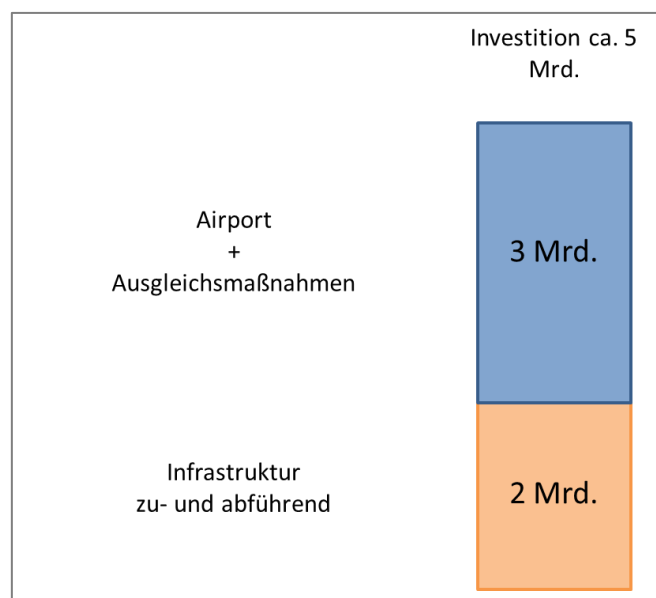 Investition ca. 5
Mrd.
Airport
+
Ausgleichsmaßnahmen
3 Mrd.
Infrastruktur
zu- und abführend
2 Mrd.